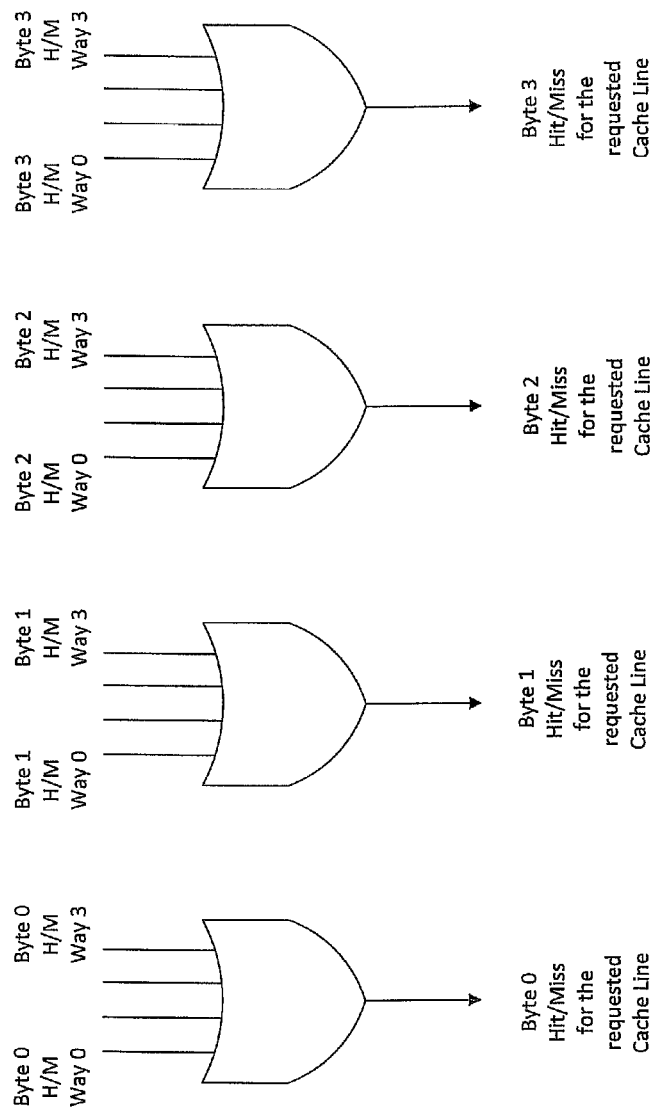 Byte 0
H/M
Way 0
Byte 0
H/M
Way 3
Byte 1
H/M
Way 0
Byte 1
H/M
Way 3
Byte 2
H/M
Way 0
Byte 2
H/M
Way 3
Byte 3
H/M
Way 0
Byte 3
H/M
Way 3
Byte 0
Hit/Miss
for the
requested
Cache Line
Byte 1
Hit/Miss
for the
requested
Cache Line
Byte 2
Hit/Miss
for the
requested
Cache Line
Byte 3
Hit/Miss
for the
requested
Cache Line